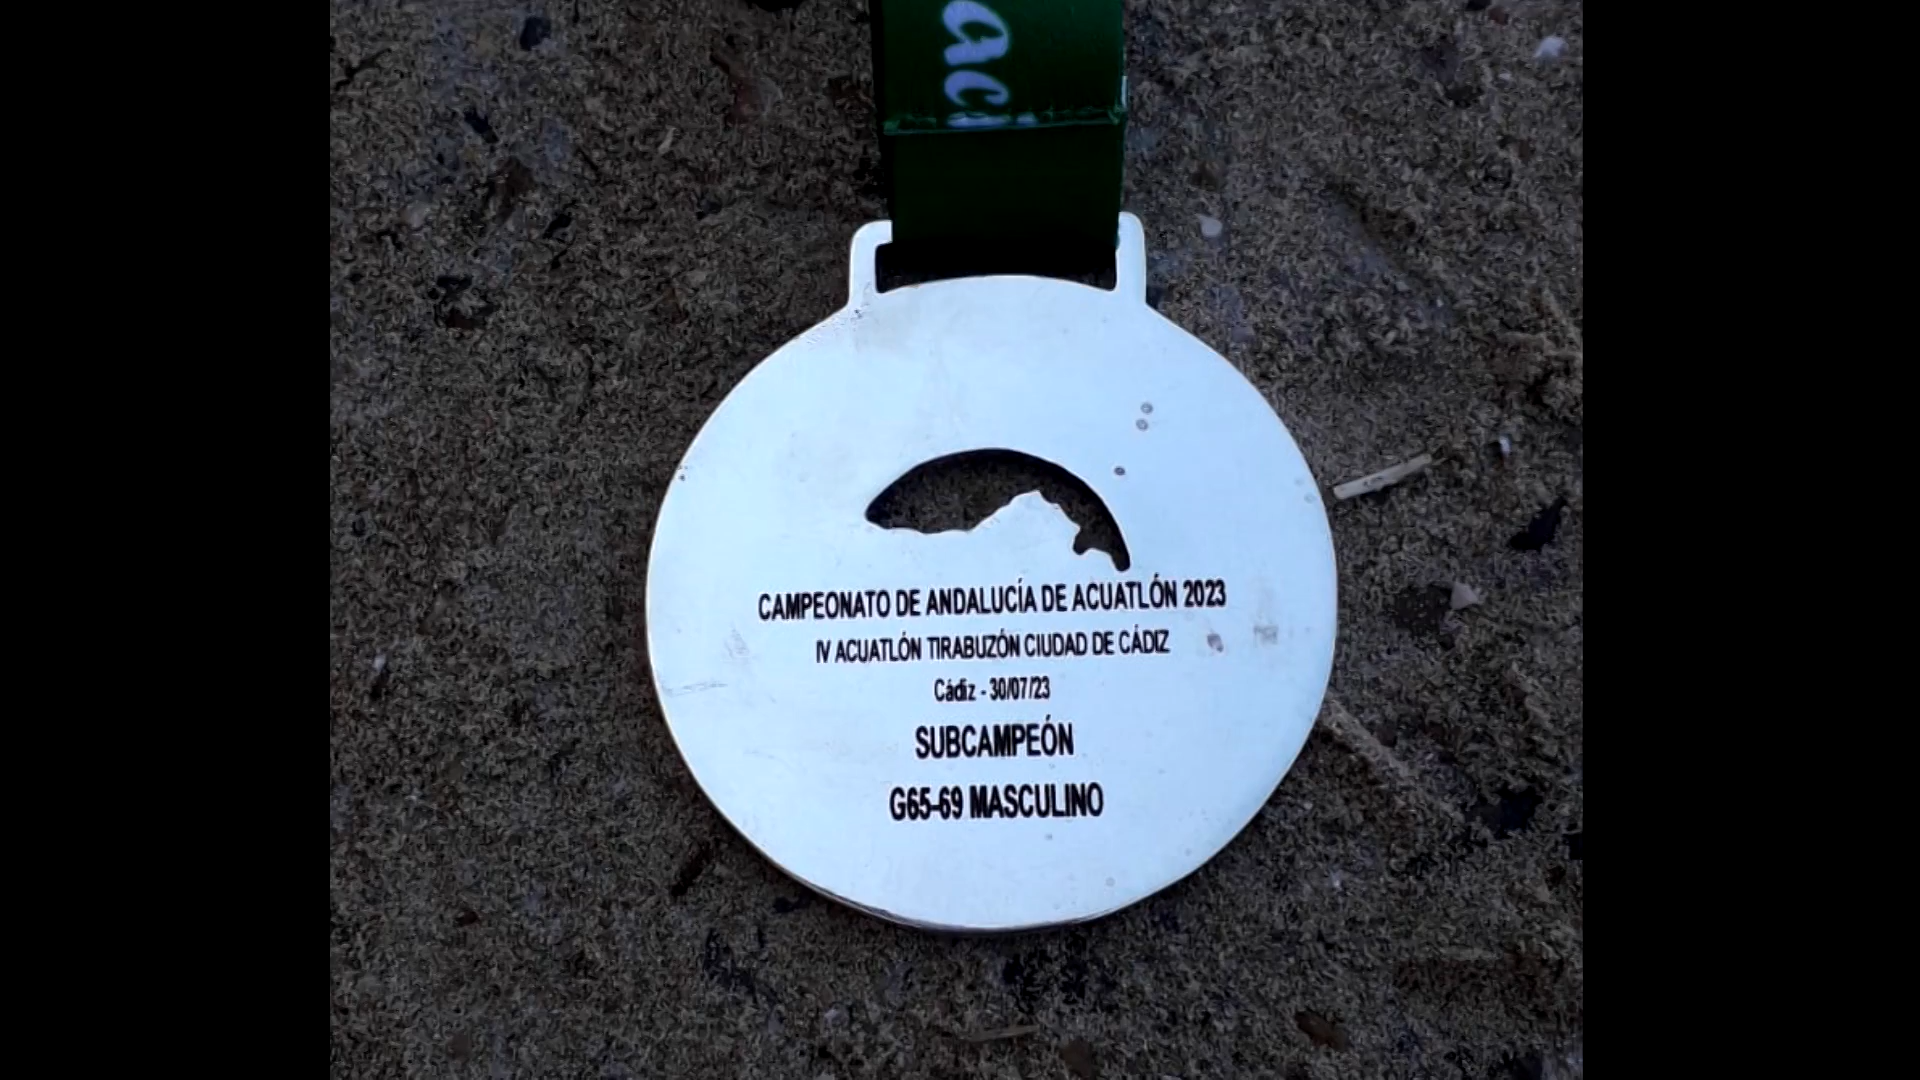 CAMPEONATO DE ANDALUCÍA DE ACUATLÓN 2023
IV ACUATLÓN TIRABUZÓN CIUDAD DE CÁDIZ
Cádiz - 30/07/23
SUBCAMPEÓN
G65-69 MASCULINO